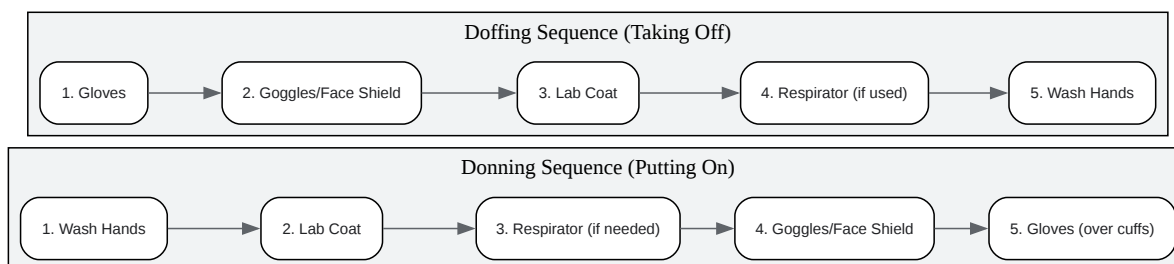 Doffing Sequence (Taking Off)
1. Gloves
2. Goggles/Face Shield
3. Lab Coat
4. Respirator (if used)
5. Wash Hands
Donning Sequence (Putting On)
1. Wash Hands
2. Lab Coat
3. Respirator (if needed)
4. Goggles/Face Shield
5. Gloves (over cuffs)